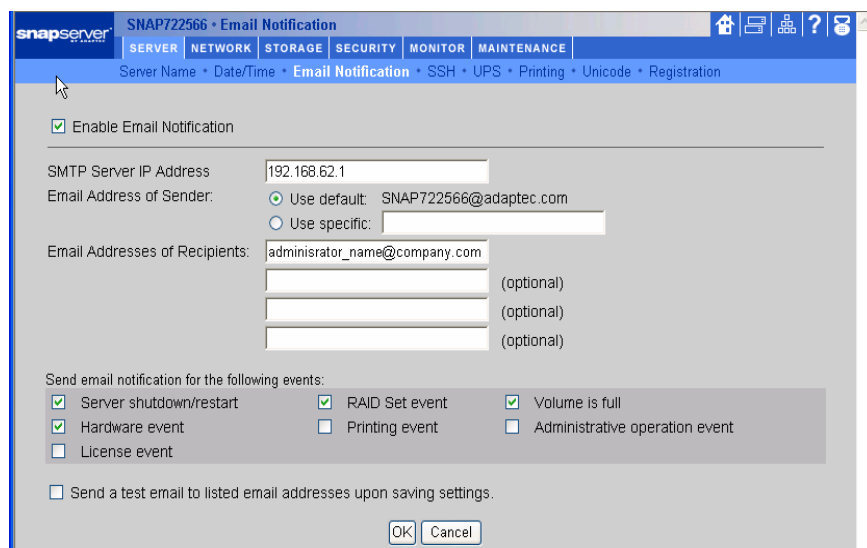 snapserver
BY ADAPTEC
SNAP722566 • Email Notification
?
SERVER NETWORK STORAGE SECURITY MONITOR MAINTENANCE
Server Name • Date/Time • Email Notification • SSH • UPS • Printing • Unicode • Registration
Enable Email Notification
SMTP Server IP Address 192.168.62.1
Email Address of Sender: Use default: SNAP722566@adaptec.com
Use specific:
Email Addresses of Recipients: adminisrator_name@company.com
(optional)
(optional)
(optional)
Send email notification for the following events:
Server shutdown/restart RAID Set event Volume is full
Hardware event Printing event Administrative operation event
License event
Send a test email to listed email addresses upon saving settings.
OK Cancel